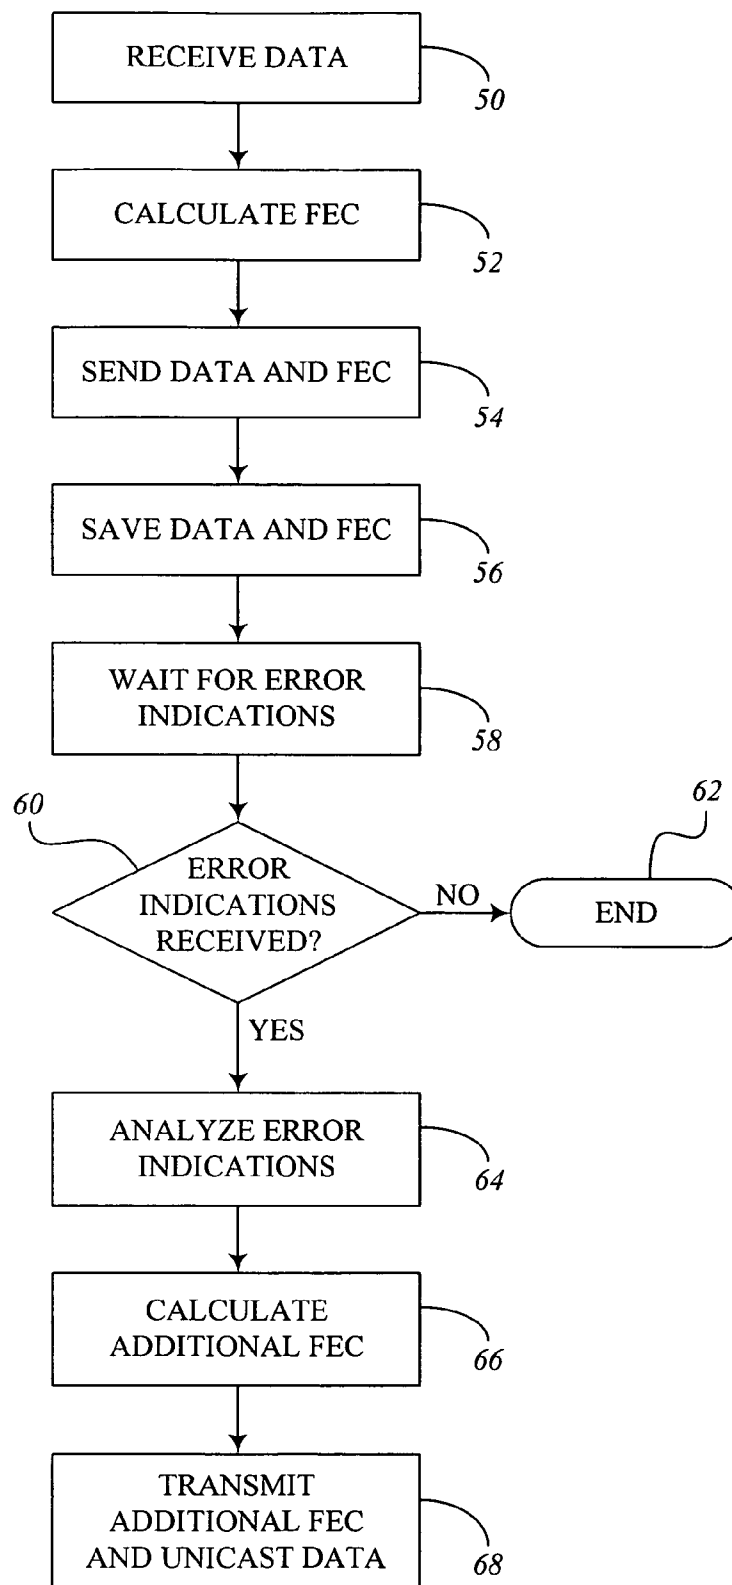 RECEIVE DATA
50
CALCULATE FEC
52
SEND DATA AND FEC
54
SAVE DATA AND FEC
56
WAIT FOR ERROR
INDICATIONS
58
60
ERROR
INDICATIONS
RECEIVED?
NO
62
END
YES
ANALYZE ERROR
INDICATIONS
64
CALCULATE
ADDITIONAL FEC
66
TRANSMIT
ADDITIONAL FEC
AND UNICAST DATA
68